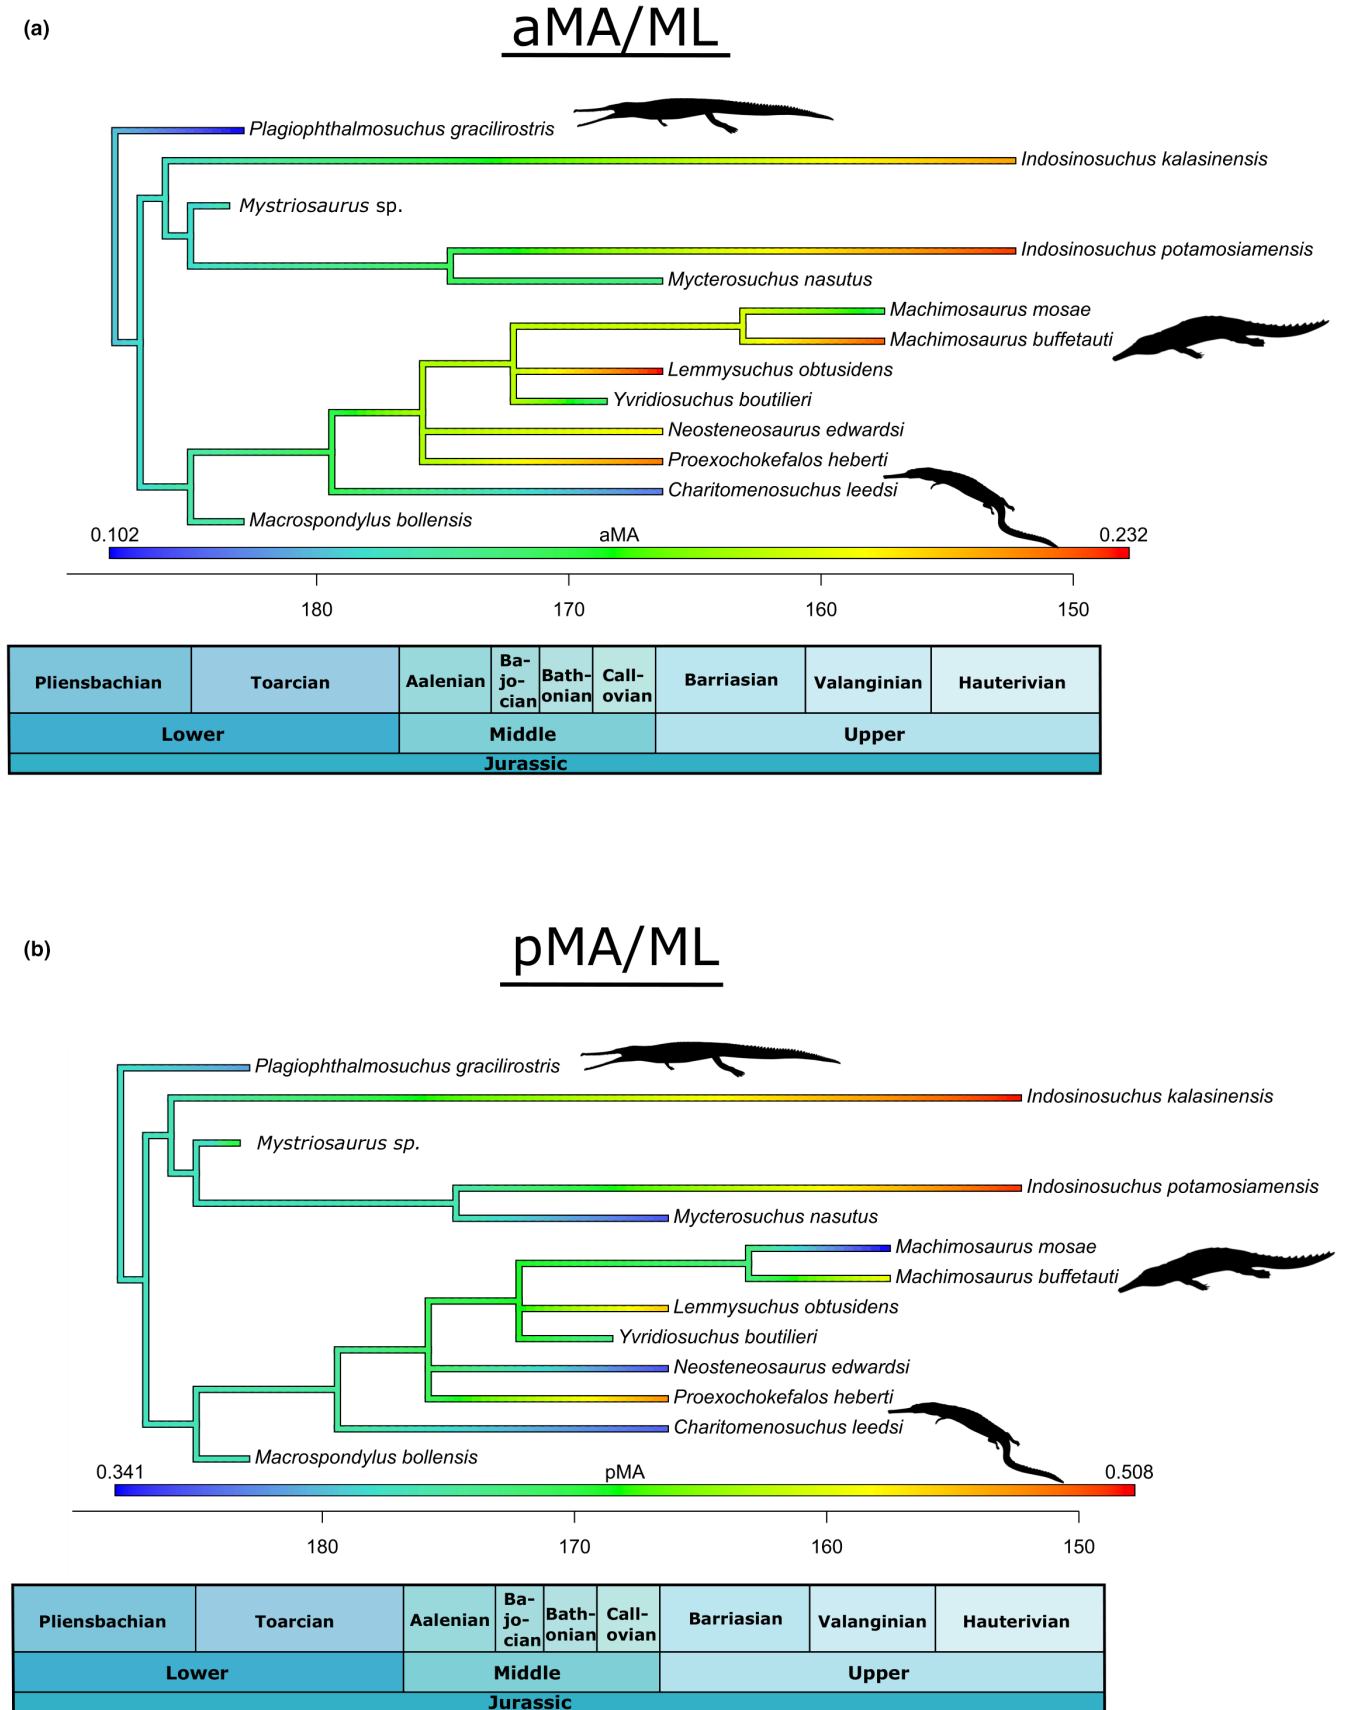 (a)
aMA/ML
Plagiophthalmosuchus gracilirostris
Indosinosuchus kalasinensis
Mystriosaurus sp.
Indosinosuchus potamosiamensis
Mycterosuchus nasutus
Machimosaurus mosae
Machimosaurus buffetauti
Lemmysuchus obtusidens
Yvridiosuchus boutilieri
Neosteneosaurus edwardsi
Proexochokefalos heberti
Charitomenosuchus leedsi
Macrospondylus bollensis
0.102 aMA 0.232
180 170 160 150
Pliensbachian Toarcian Aalenian Ba-jo-cian Bath-onian Call-ovian Barriasian Valanginian Hauterivian
Lower Middle Upper
Jurassic
(b)
pMA/ML
Plagiophthalmosuchus gracilirostris
Indosinosuchus kalasinensis
Mystriosaurus sp.
Indosinosuchus potamosiamensis
Mycterosuchus nasutus
Machimosaurus mosae
Machimosaurus buffetauti
Lemmysuchus obtusidens
Yvridiosuchus boutilieri
Neosteneosaurus edwardsi
Proexochokefalos heberti
Charitomenosuchus leedsi
Macrospondylus bollensis
0.341 pMA 0.508
180 170 160 150
Pliensbachian Toarcian Aalenian Ba-jo-cian Bath-onian Call-ovian Barriasian Valanginian Hauterivian
Lower Middle Upper
Jurassic